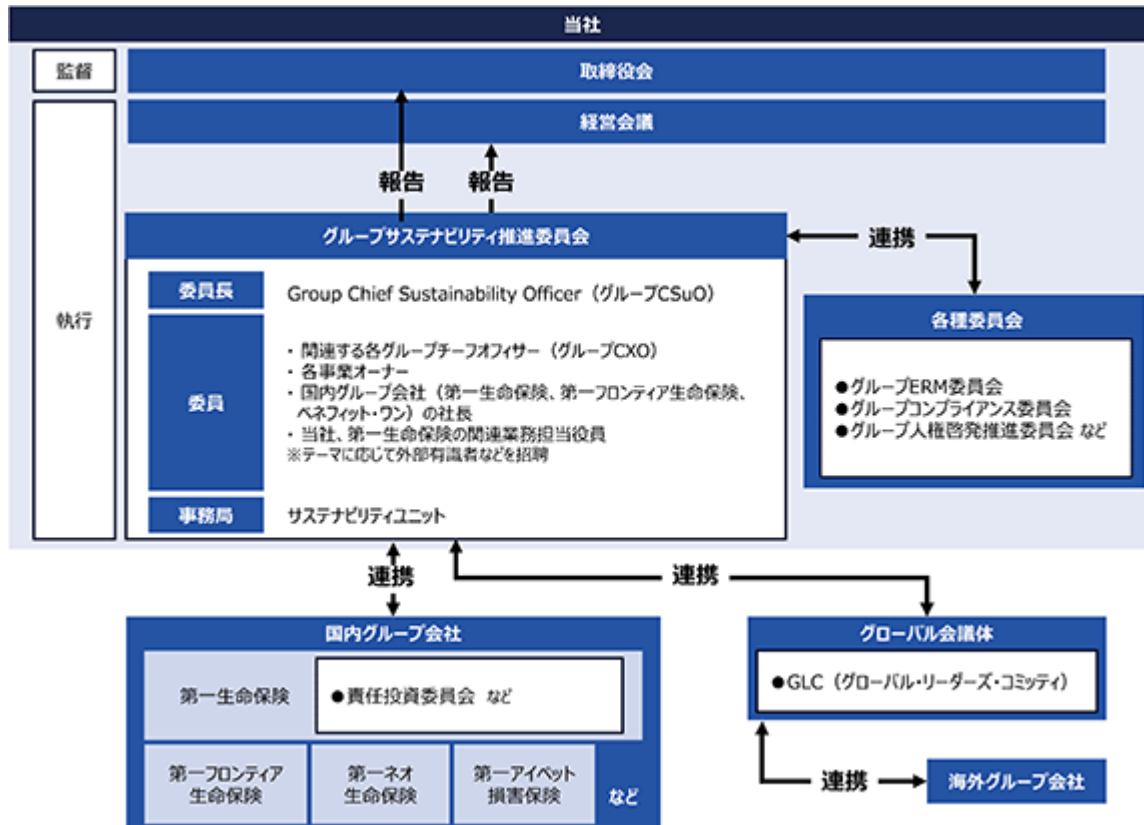 当社
監督
取締役会
執行
経営会議
報告
報告
グループサステナビリティ推進委員会
委員長
Group Chief Sustainability Officer（グループCSuO）
委員
・関連する各グループチーフオフィサー（グループCXO）
・各事業オーナー
・国内グループ会社（第一生命保険、第一フロンティア生命保険、
ベネフィット・ワン）の社長
・当社、第一生命保険の関連業務担当役員
※テーマに応じて外部有識者などを招聘
事務局
サステナビリティユニット
連携
各種委員会
●グループERM委員会
●グループコンプライアンス委員会
●グループ人権啓発推進委員会 など
連携
連携
国内グループ会社
第一生命保険
●責任投資委員会 など
第一フロンティア
生命保険
第一ネオ
生命保険
第一アイペット
損害保険
など
グローバル会議体
●GLC（グローバル・リーダーズ・コミッティ）
連携
海外グループ会社